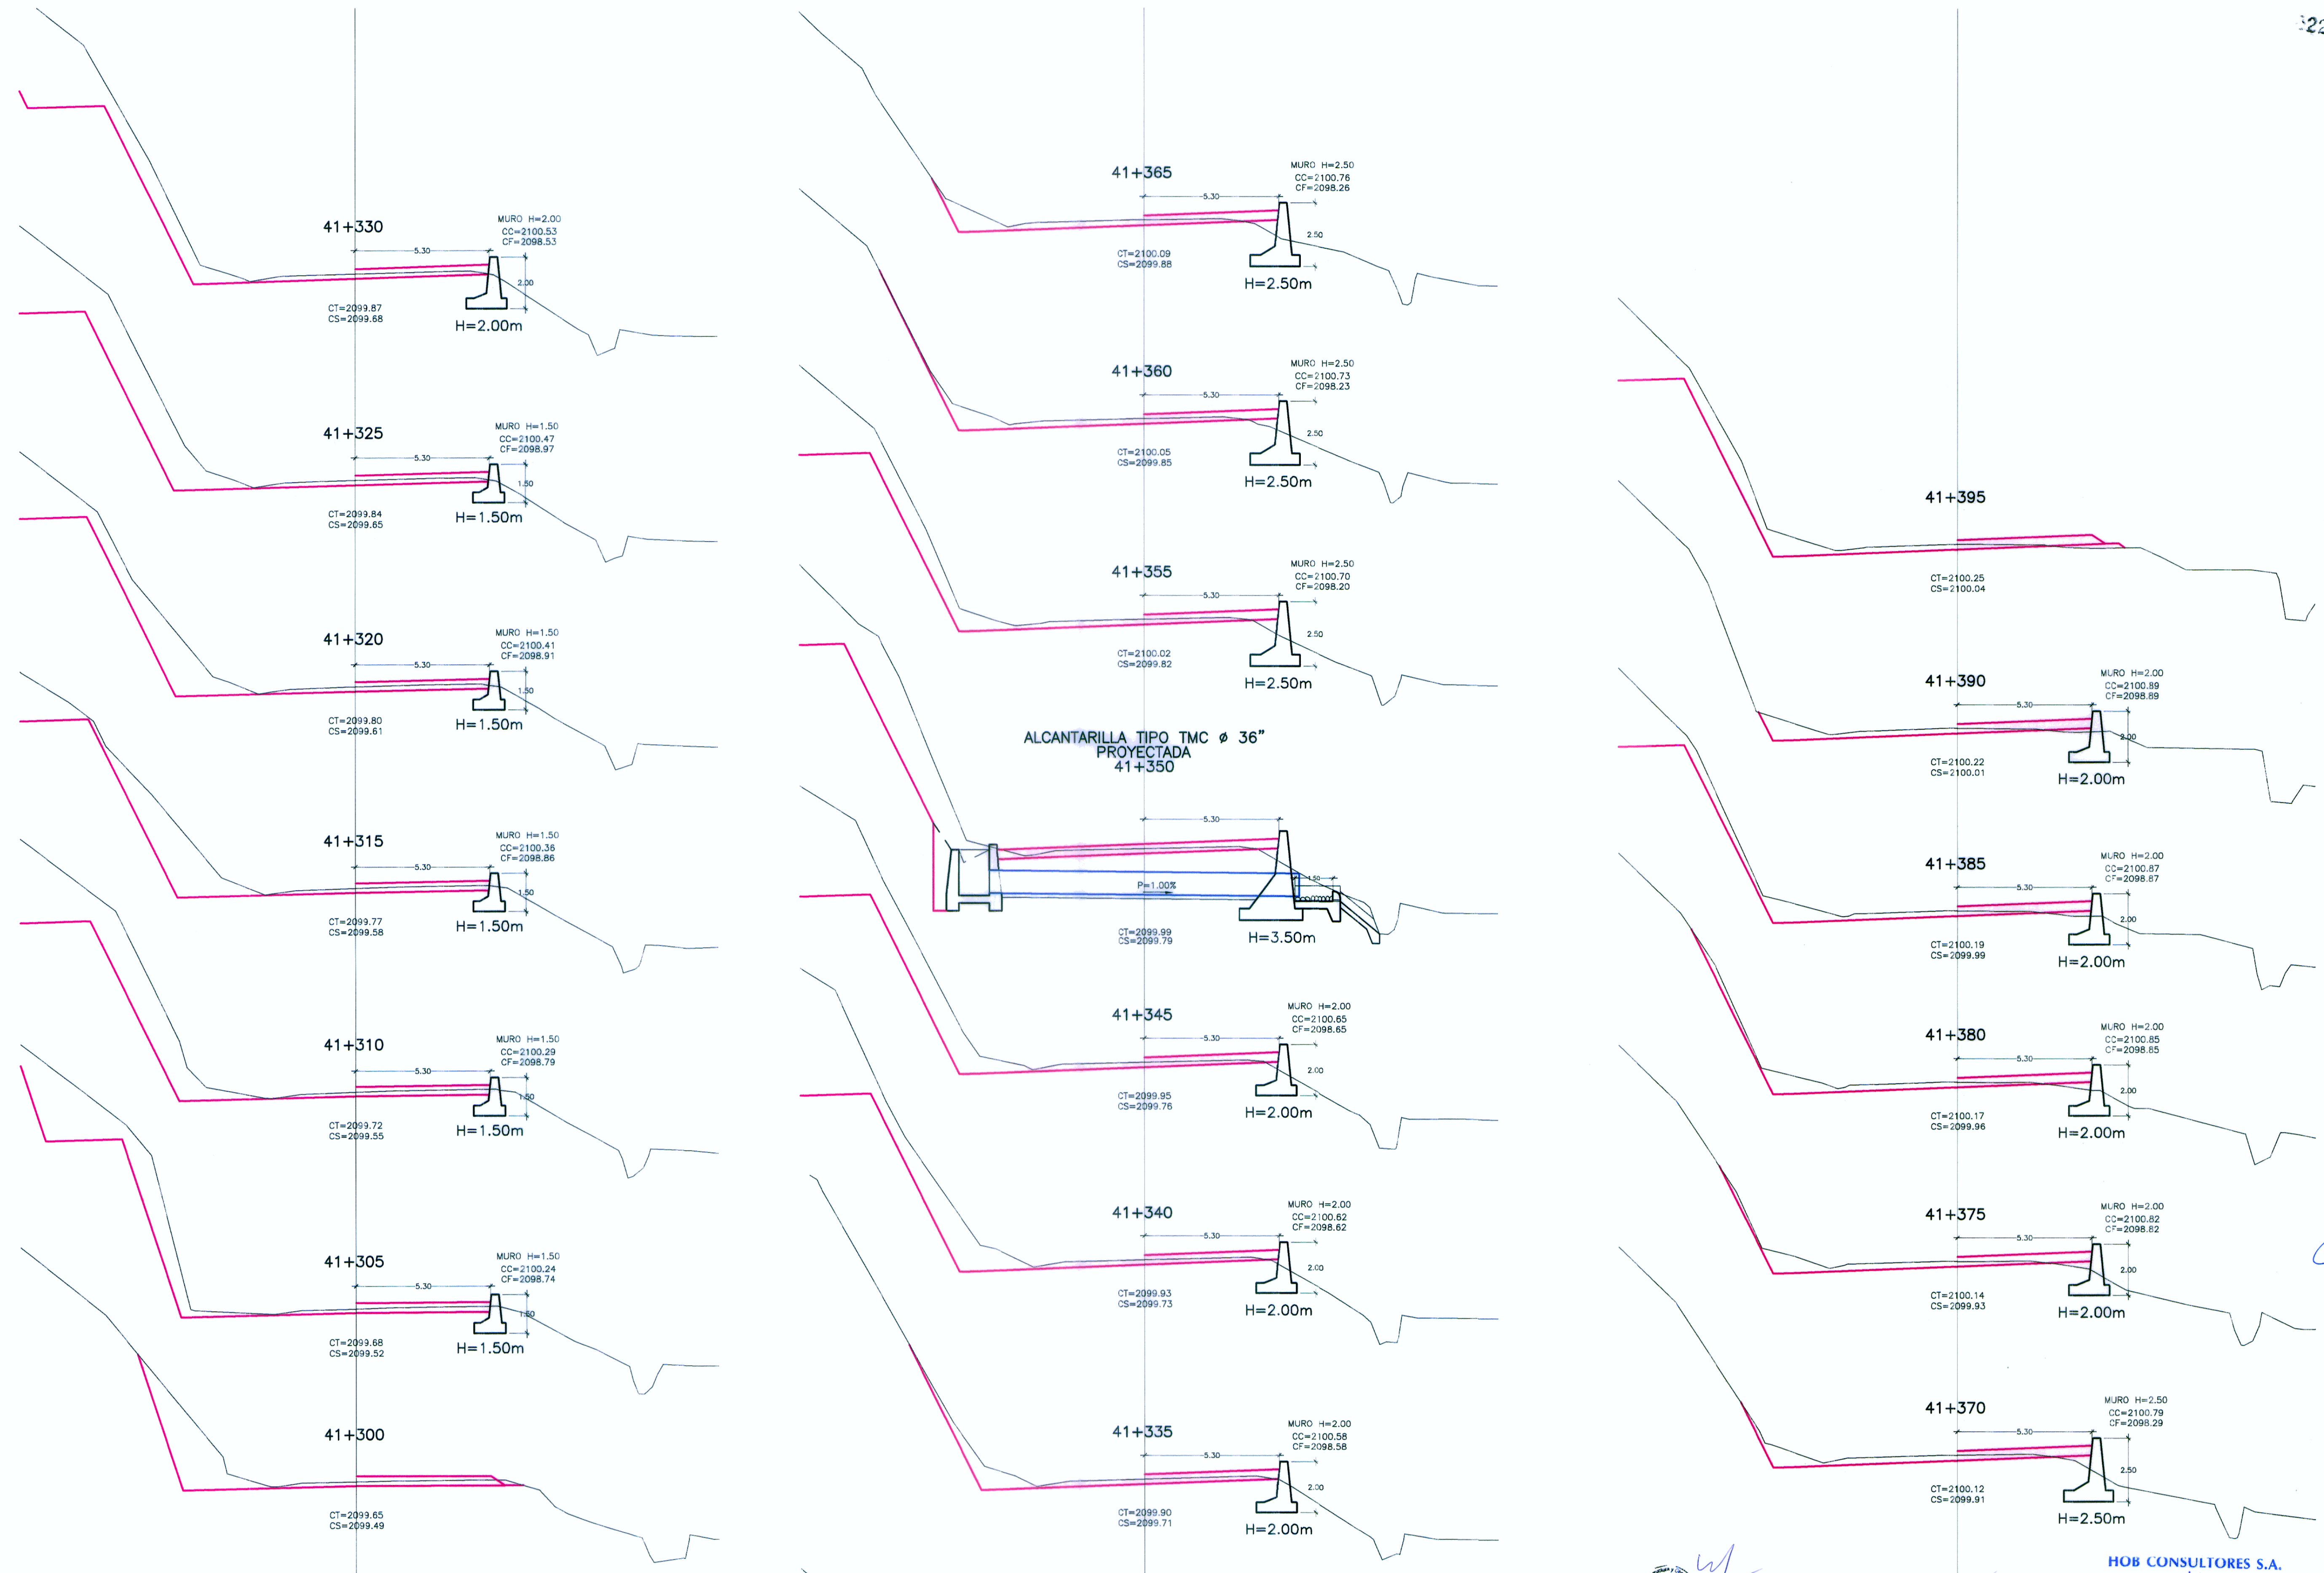 41+330
MURO H=2.00
CC=2100.53
CF=2098.53
5.30
2.00
CT=2099.87
CS=2099.68
H=2.00m
41+325
MURO H=1.50
CC=2100.47
CF=2098.97
5.30
1.50
CT=2099.84
CS=2099.65
H=1.50m
41+320
MURO H=1.50
CC=2100.41
CF=2098.91
5.30
1.50
CT=2099.80
CS=2099.61
H=1.50m
41+315
MURO H=1.50
CC=2100.36
CF=2098.86
5.30
1.50
CT=2099.77
CS=2099.58
H=1.50m
41+310
MURO H=1.50
CC=2100.29
CF=2098.79
5.30
1.50
CT=2099.72
CS=2099.55
H=1.50m
41+305
MURO H=1.50
CC=2100.24
CF=2098.74
5.30
1.50
CT=2099.68
CS=2099.52
H=1.50m
41+300
CT=2099.65
CS=2099.49
41+365
MURO H=2.50
CC=2100.76
CF=2098.26
5.30
2.50
CT=2100.09
CS=2099.88
H=2.50m
41+360
MURO H=2.50
CC=2100.73
CF=2098.23
5.30
2.50
CT=2100.05
CS=2099.85
H=2.50m
41+355
MURO H=2.50
CC=2100.70
CF=2098.20
5.30
2.50
CT=2100.02
CS=2099.82
H=2.50m
ALCANTARILLA TIPO TMC ø 36"
PROYECTADA
41+350
5.30
1.50
P=1.00%
CT=2099.99
CS=2099.79
H=3.50m
41+345
MURO H=2.00
CC=2100.65
CF=2098.65
5.30
2.00
CT=2099.95
CS=2099.76
H=2.00m
41+340
MURO H=2.00
CC=2100.62
CF=2098.62
5.30
2.00
CT=2099.93
CS=2099.73
H=2.00m
41+335
MURO H=2.00
CC=2100.58
CF=2098.58
5.30
2.00
CT=2099.90
CS=2099.71
H=2.00m
41+395
CT=2100.25
CS=2100.04
41+390
MURO H=2.00
CC=2100.89
CF=2098.89
5.30
2.00
CT=2100.22
CS=2100.01
H=2.00m
41+385
MURO H=2.00
CC=2100.87
CF=2098.87
5.30
2.00
CT=2100.19
CS=2099.99
H=2.00m
41+380
MURO H=2.00
CC=2100.85
CF=2098.85
5.30
2.00
CT=2100.17
CS=2099.96
H=2.00m
41+375
MURO H=2.00
CC=2100.82
CF=2098.82
5.30
2.00
CT=2100.14
CS=2099.93
H=2.00m
41+370
MURO H=2.50
CC=2100.79
CF=2098.29
5.30
2.50
CT=2100.12
CS=2099.91
H=2.50m
HOB CONSULTORES S.A.